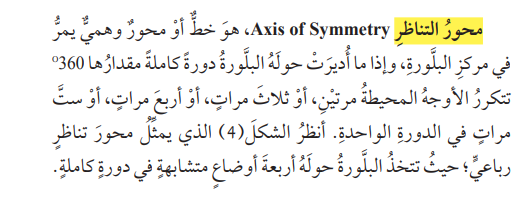 محورُ التناظرِ Axis of Symmetry، هوَ خطٌّ أوْ محورٌ وهميٌّ يمرُّ
في مركزِ البلَّورةِ، وإذا ما أُديرَتْ حولَهُ البلَّورةُ دورةً كاملةً مقدارُها 360°
تتكررُ الأوجهُ المحيطةُ مرتيْنِ، أوْ ثلاثَ مراتٍ، أوْ أربعَ مراتٍ، أوْ ستَّ
مراتٍ في الدورةِ الواحدةِ. أنظرُ الشكلَ(4) الذي يمثِّلُ محورَ تناظرٍ
رباعيٍّ؛ حيثُ تتخذُ البلَّورةُ حولَهُ أربعةَ أوضاعٍ متشابهةٍ في دورةٍ كاملةٍ.